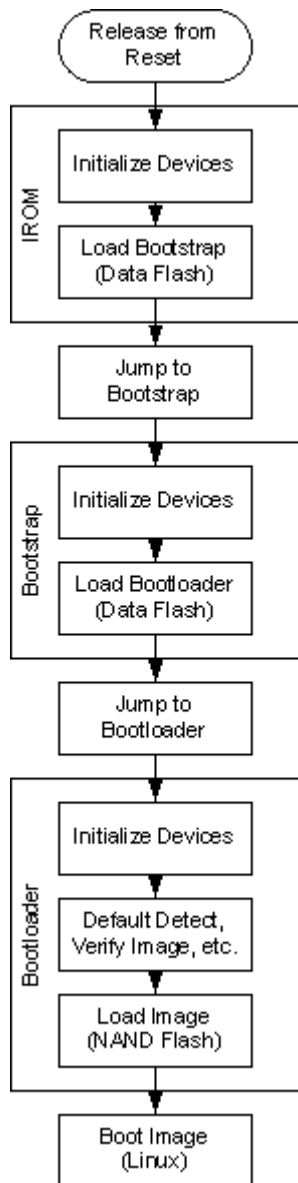 Release from
Reset
IROM
Initialize Devices
Load Bootstrap
(Data Flash)
Jump to
Bootstrap
Bootstrap
Initialize Devices
Load Bootloader
(Data Flash)
Jump to
Bootloader
Bootloader
Initialize Devices
Default Detect,
Verify Image, etc.
Load Image
(NAND Flash)
Boot Image
(Linux)